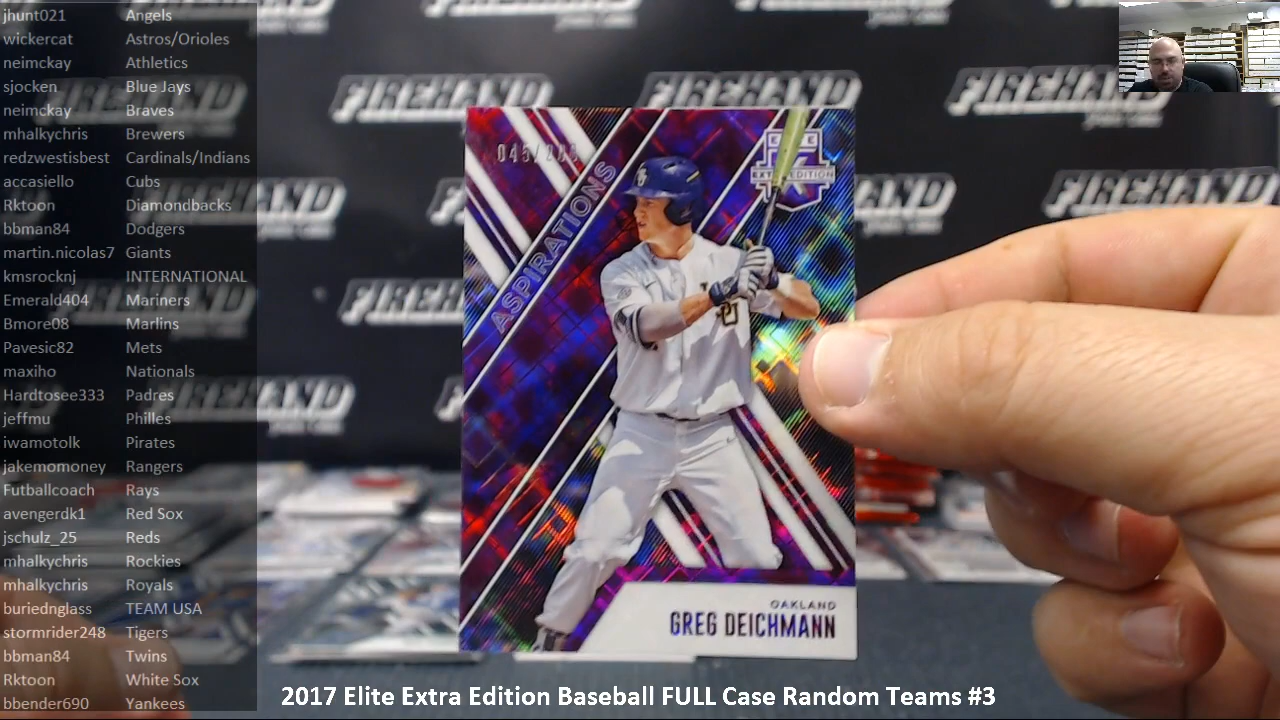 jhunt021 Angels
wickercat Astros/Orioles
neimckay Athletics
sjocken Blue Jays
neimckay Braves
mhalkychris Brewers
redzwestisbest Cardinals/Indians
accasiello Cubs
Rktoon Diamondbacks
bbman84 Dodgers
martin.nicolas7 Giants
kmsrocknj INTERNATIONAL
Emerald404 Mariners
Bmore08 Marlins
Pavesic82 Mets
maxiho Nationals
Hardtosee333 Padres
jeffmu Philles
iwamotolk Pirates
jakemomoney Rangers
Futballcoach Rays
avengerdk1 Red Sox
jschulz_25 Reds
mhalkychris Rockies
mhalkychris Royals
buriednglass TEAM USA
stormrider248 Tigers
bbman84 Twins
Rktoon White Sox
bbender690 Yankees
FIREHAND
FIREHAND
FIREHAND
ASPIRATIONS
ELITE
EXTRA EDITION
OAKLAND
GREG DEICHMANN
2017 Elite Extra Edition Baseball FULL Case Random Teams #3